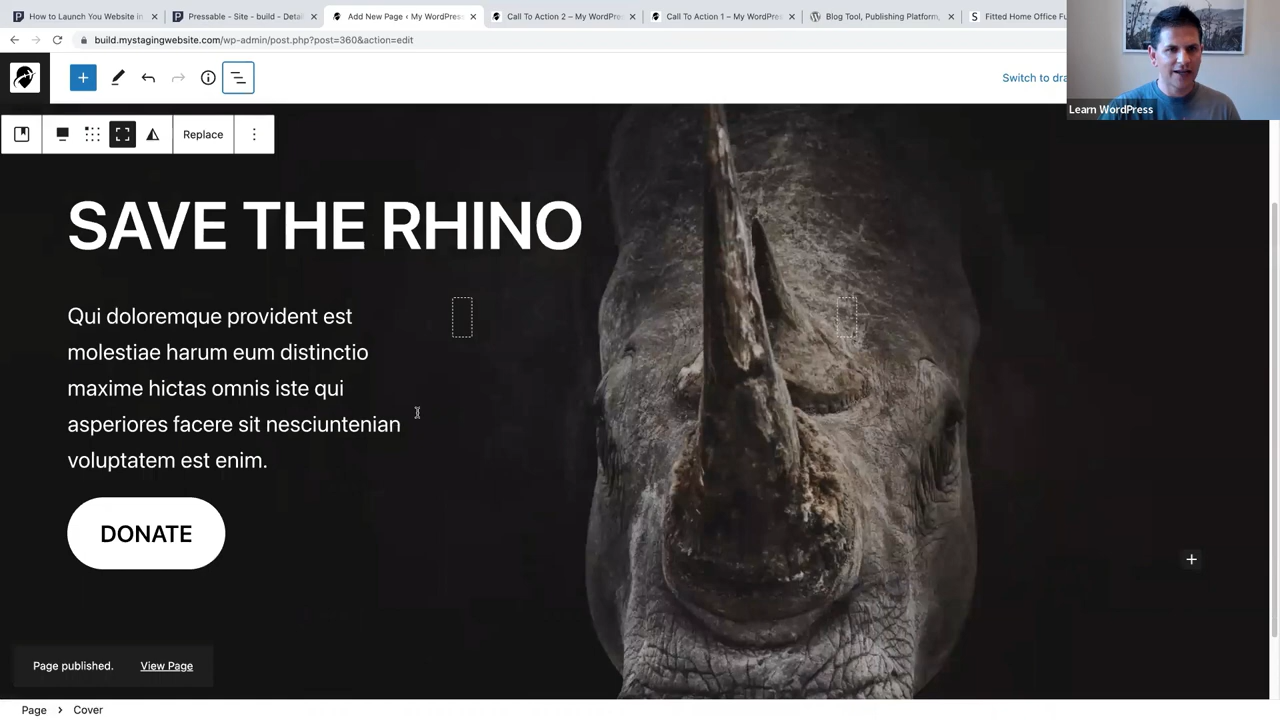 How to Launch You Website in
Pressable - Site - build - Detai
Add New Page ‹ My WordPress
Call To Action 2 – My WordPre
Call To Action 1 – My WordPres
Blog Tool, Publishing Platform,
Fitted Home Office Fu
build.mystagingwebsite.com/wp-admin/post.php?post=360&action=edit
Switch to dra
Learn WordPress
Replace
SAVE THE RHINO
Qui doloremque provident est
molestiae harum eum distinctio
maxime hictas omnis iste qui
asperiores facere sit nesciuntenian
voluptatem est enim.
DONATE
Page published. View Page
Page > Cover